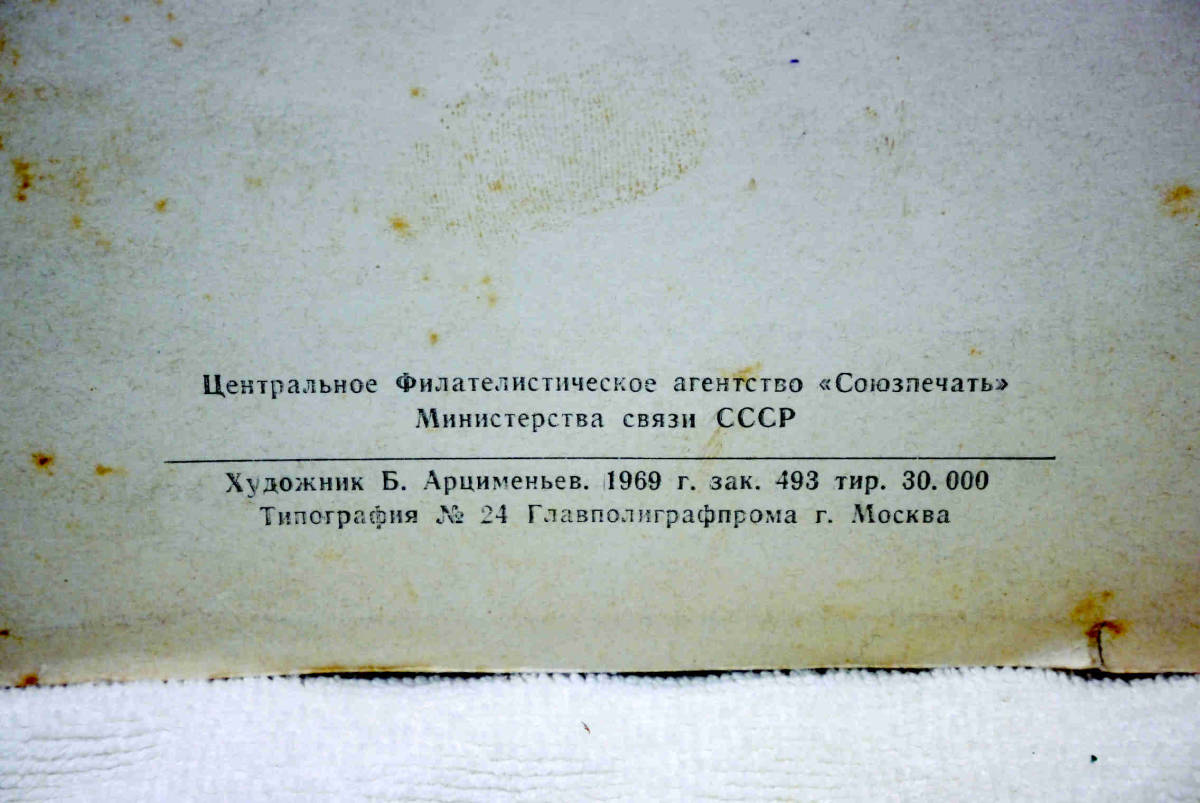 Центральное Филателистическое агентство «Союзпечать»
Министерства связи СССР
Художник Б. Арцименьев. 1969 г. зак. 493 тир. 30.000
Типография № 24 Главполиграфпрома г. Москва